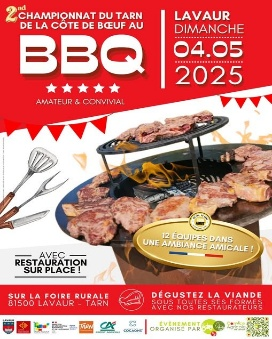 2nd CHAMPIONNAT DU TARN
DE LA CÔTE DE BŒUF AU
BBQ
AMATEUR & CONVIVIAL
LAVAUR
DIMANCHE
04.05
2025
12 ÉQUIPES DANS
UNE AMBIANCE AMICALE !
AVEC
RESTAURATION
SUR PLACE !
SUR LA FOIRE RURALE
81500 LAVAUR - TARN
DÉGUSTEZ LA VIANDE
SOUS TOUTES SES FORMES
AVEC NOS RESTAURATEURS
TARN
ÉVÈNEMENT
ORGANISÉ PAR